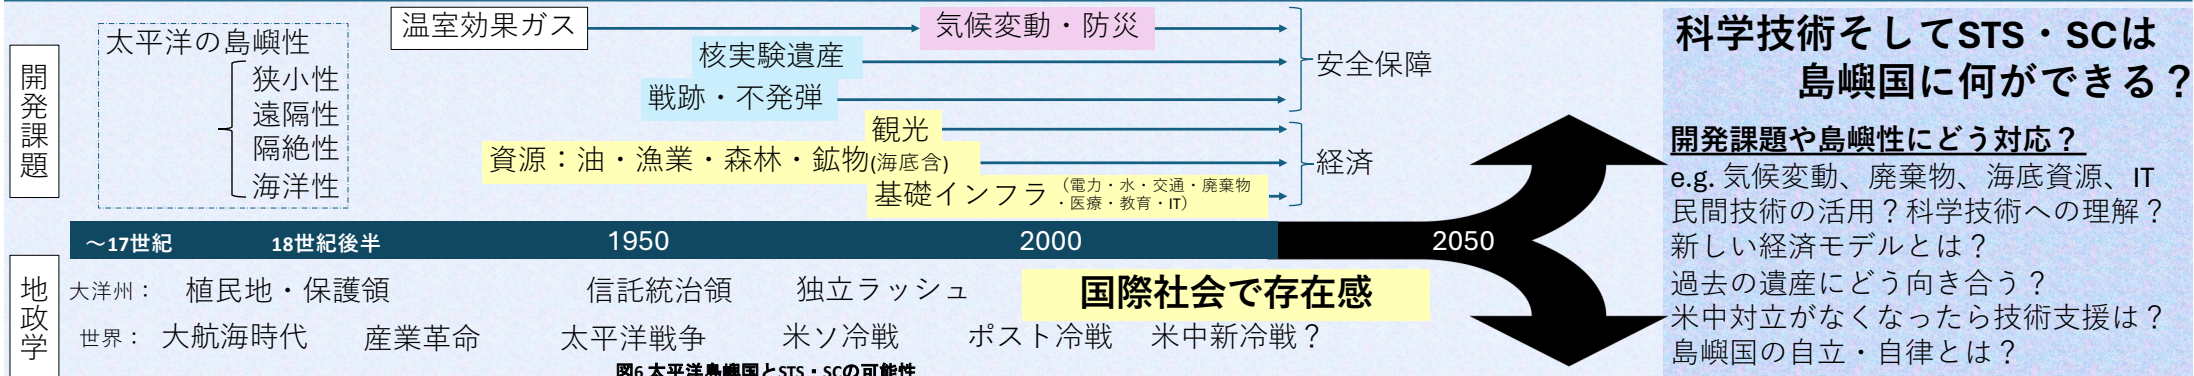 開発課題
太平洋の島嶼性
狭小性
遠隔性
隔絶性
海洋性
温室効果ガス
気候変動・防災
核実験遺産
戦跡・不発弾
安全保障
観光
資源：油・漁業・森林・鉱物(海底含)
基礎インフラ（電力・水・交通・廃棄物
・医療・教育・IT）
経済
～17世紀 18世紀後半 1950 2000 2050
地政学
大洋州： 植民地・保護領 信託統治領 独立ラッシュ 国際社会で存在感
世界： 大航海時代 産業革命 太平洋戦争 米ソ冷戦 ポスト冷戦 米中新冷戦？
図6 太平洋島嶼国とSTS・SCの可能性
科学技術そしてSTS・SCは
島嶼国に何ができる？
開発課題や島嶼性にどう対応？
e.g. 気候変動、廃棄物、海底資源、IT
民間技術の活用？科学技術への理解？
新しい経済モデルとは？
過去の遺産にどう向き合う？
米中対立がなくなったら技術支援は？
島嶼国の自立・自律とは？